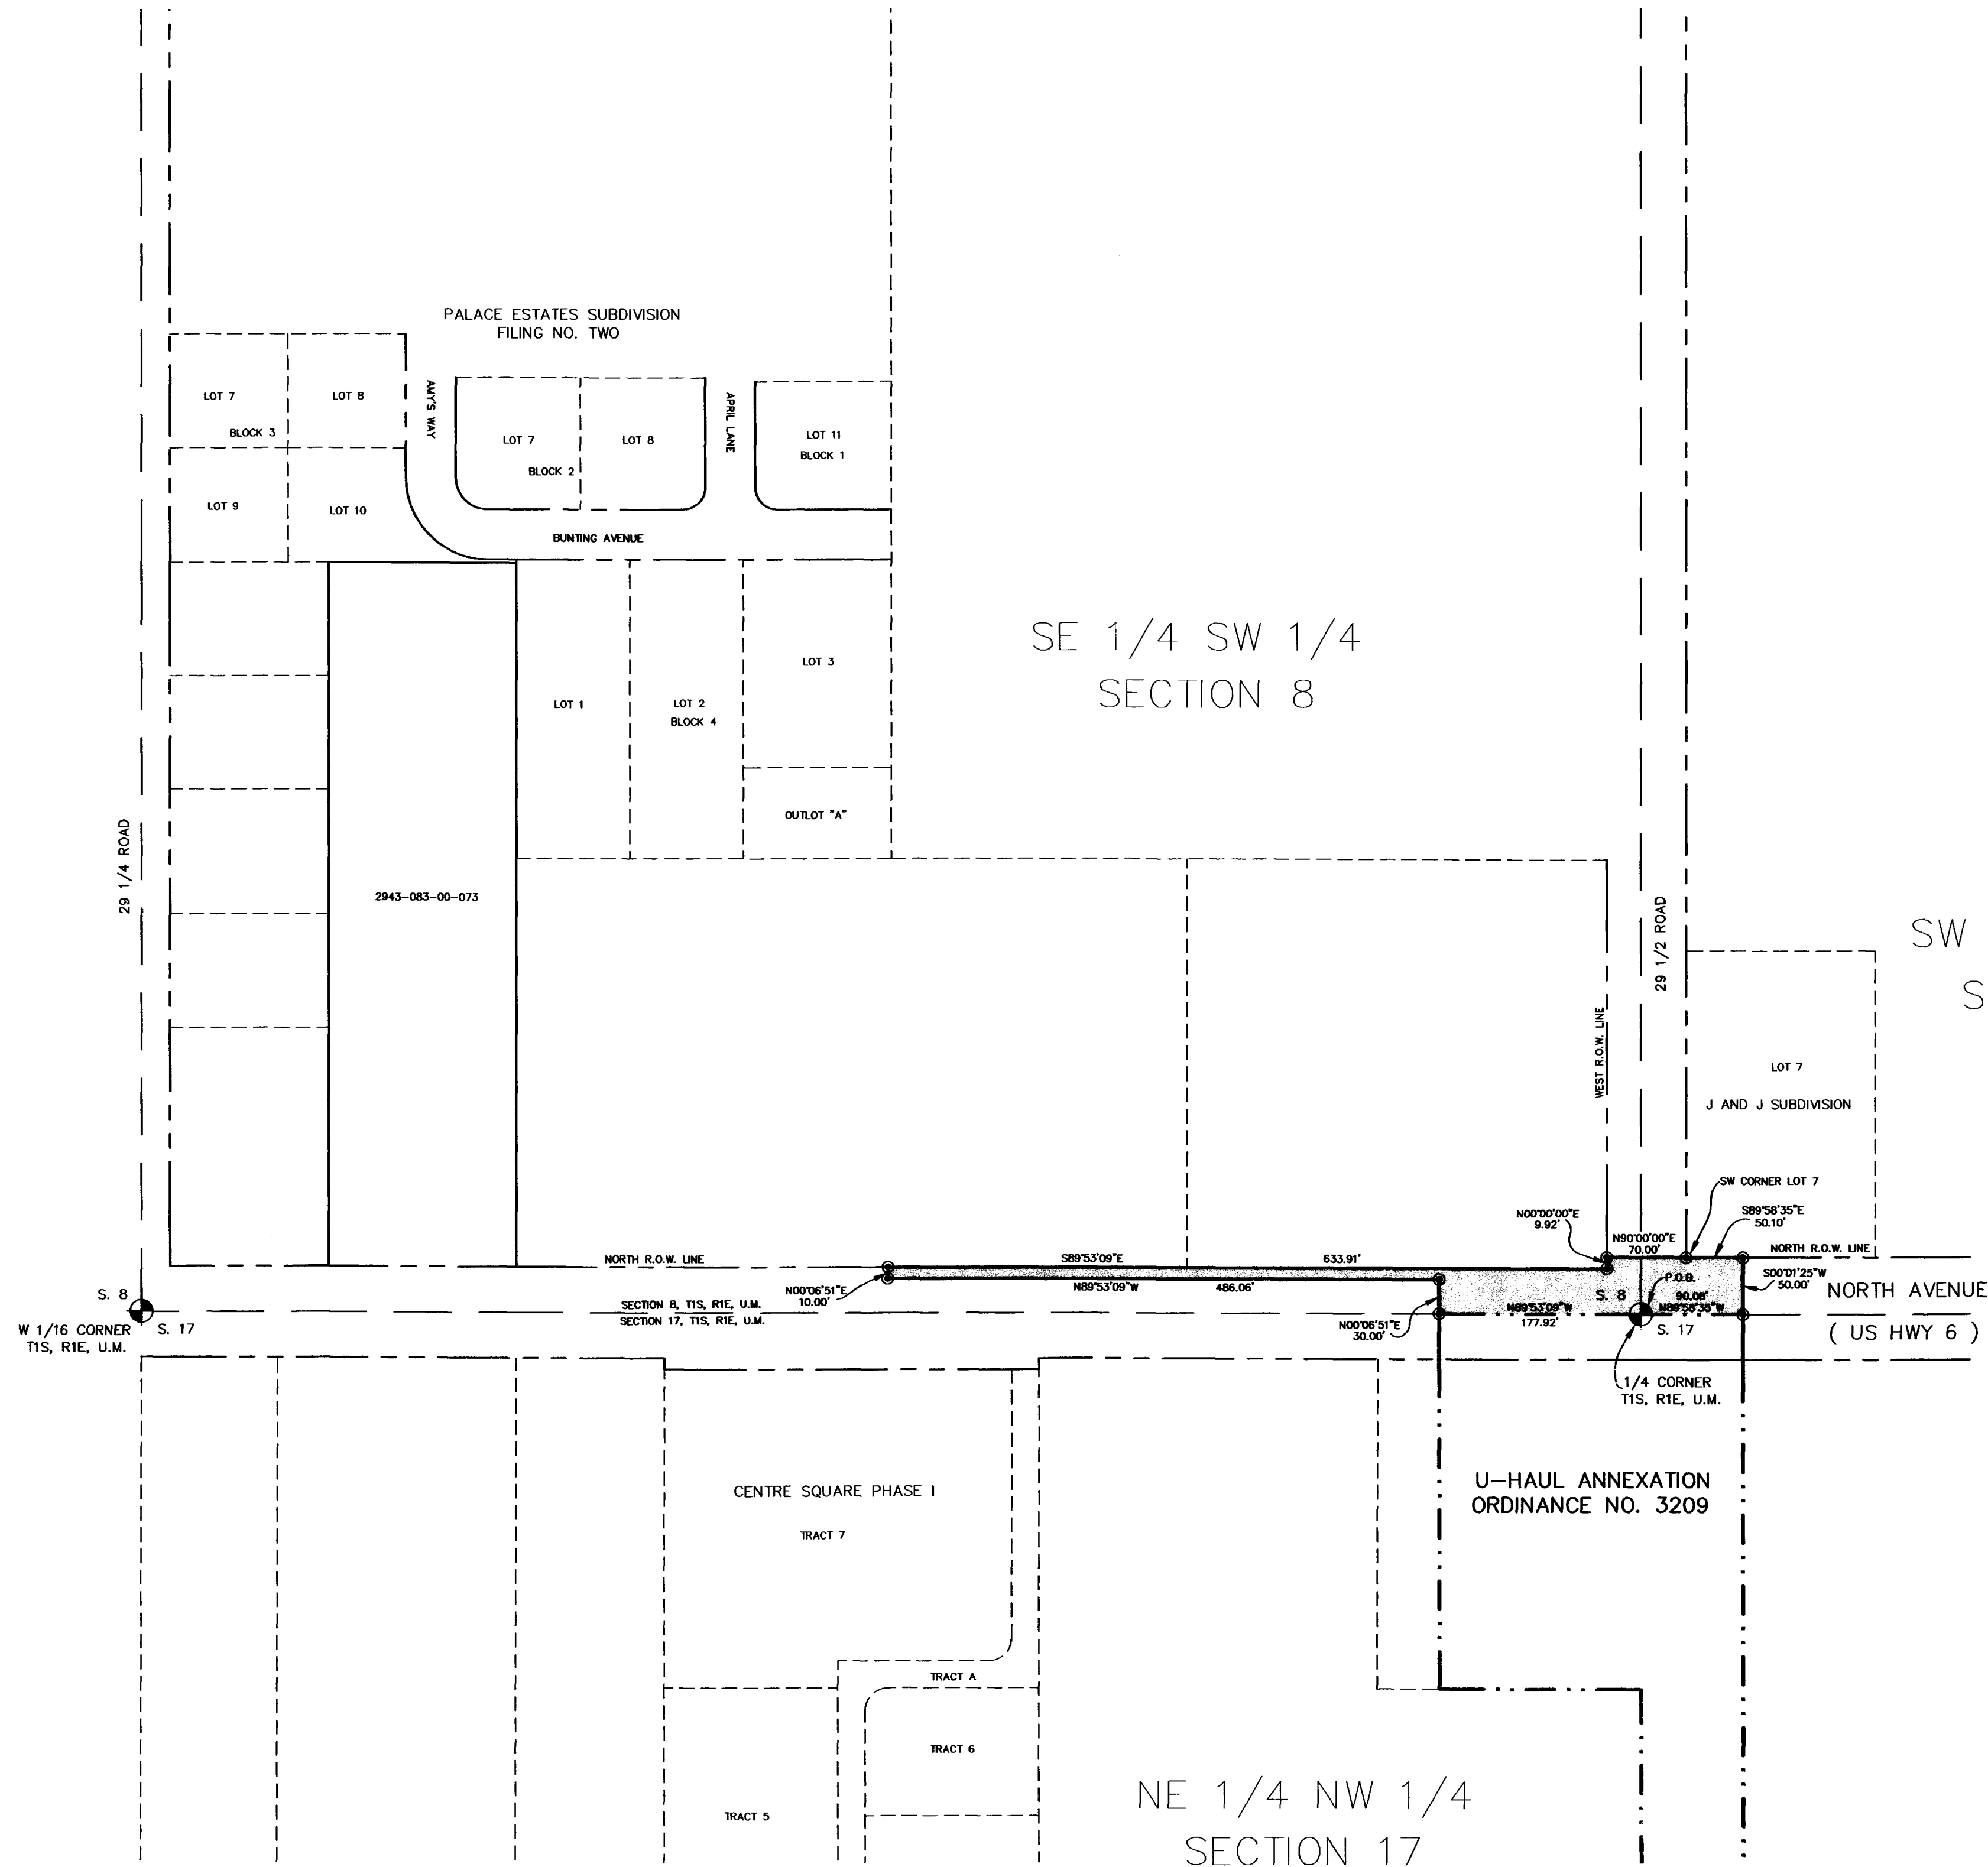 PALACE ESTATES SUBDIVISION
FILING NO. TWO
LOT 7
LOT 8
BLOCK 3
LOT 9
LOT 10
AMY'S WAY
LOT 7
LOT 8
BLOCK 2
APRIL LANE
LOT 11
BLOCK 1
BUNTING AVENUE
SE 1/4 SW 1/4
SECTION 8
LOT 1
LOT 2
BLOCK 4
LOT 3
OUTLOT "A"
29 1/4 ROAD
2943-083-00-073
29 1/2 ROAD
SW
S
WEST R.O.W. LINE
LOT 7
J AND J SUBDIVISION
SW CORNER LOT 7
N00°00'00"E
9.92'
N90°00'00"E
70.00'
S89°58'35"E
50.10'
NORTH R.O.W. LINE
NORTH R.O.W. LINE
S89°53'09"E 633.91'
N89°53'09"W 486.06'
N00°06'51"E
10.00'
S00°01'25"W
50.00'
P.O.B.
S. 8
90.08'
N89°53'09"W
177.92'
N89°58'35"W
S. 17
N00°06'51"E
30.00'
NORTH AVENUE
( US HWY 6 )
SECTION 8, T1S, R1E, U.M.
SECTION 17, T1S, R1E, U.M.
S. 8
S. 17
W 1/16 CORNER
T1S, R1E, U.M.
1/4 CORNER
T1S, R1E, U.M.
U-HAUL ANNEXATION
ORDINANCE NO. 3209
CENTRE SQUARE PHASE I
TRACT 7
TRACT A
TRACT 6
TRACT 5
NE 1/4 NW 1/4
SECTION 17